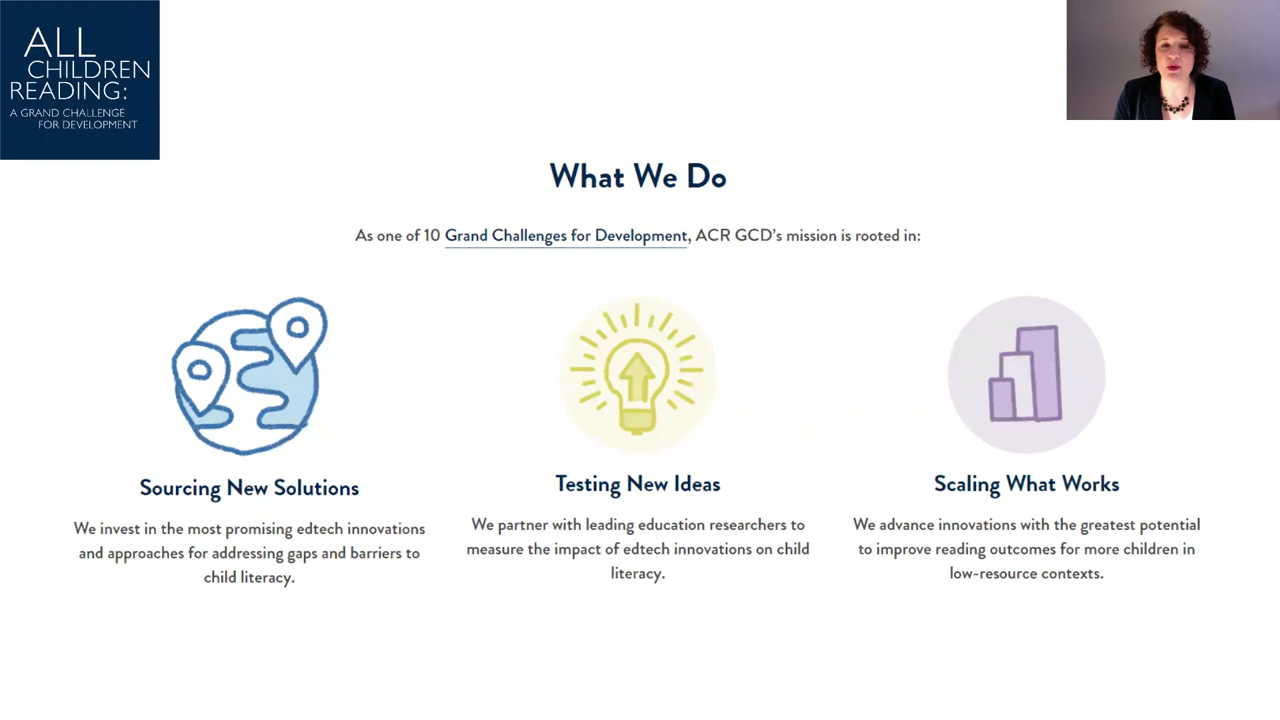 ALL
CHILDREN
READING:
A GRAND CHALLENGE
FOR DEVELOPMENT
What We Do
As one of 10 Grand Challenges for Development, ACR GCD's mission is rooted in:
Sourcing New Solutions
We invest in the most promising edtech innovations
and approaches for addressing gaps and barriers to
child literacy.
Testing New Ideas
We partner with leading education researchers to
measure the impact of edtech innovations on child
literacy.
Scaling What Works
We advance innovations with the greatest potential
to improve reading outcomes for more children in
low-resource contexts.